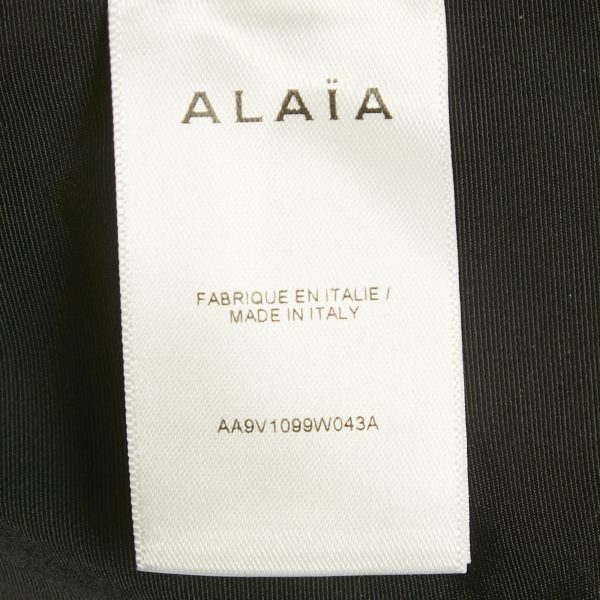 ALAÏA
FABRIQUE EN ITALIE /
MADE IN ITALY
AA9V1099W043A